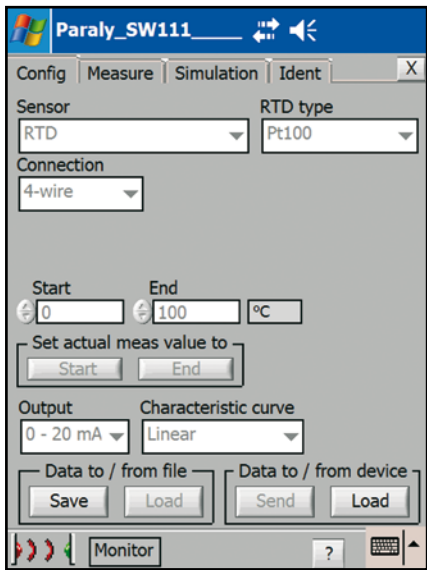 Paraly_SW111____
Config Measure Simulation Ident X
Sensor RTD type
RTD Pt100
Connection
4-wire
Start End
0 100 ºC
Set actual meas value to
Start End
Output Characteristic curve
0 - 20 mA Linear
Data to / from file Data to / from device
Save Load Send Load
Monitor ?